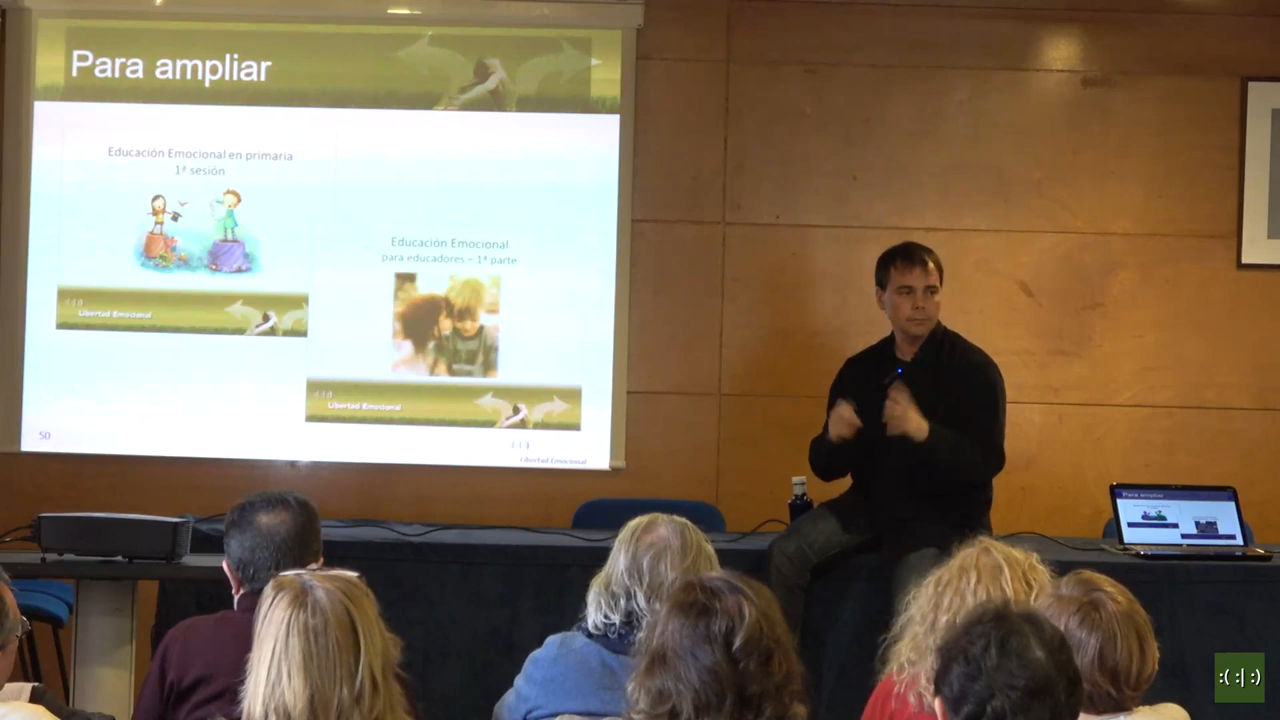 Para ampliar
Educación Emocional en primaria
1ª sesión
Libertad Emocional
Educación Emocional
para educadores – 1ª parte
Libertad Emocional
50
Libertad Emocional
Para ampliar
:( :| :)